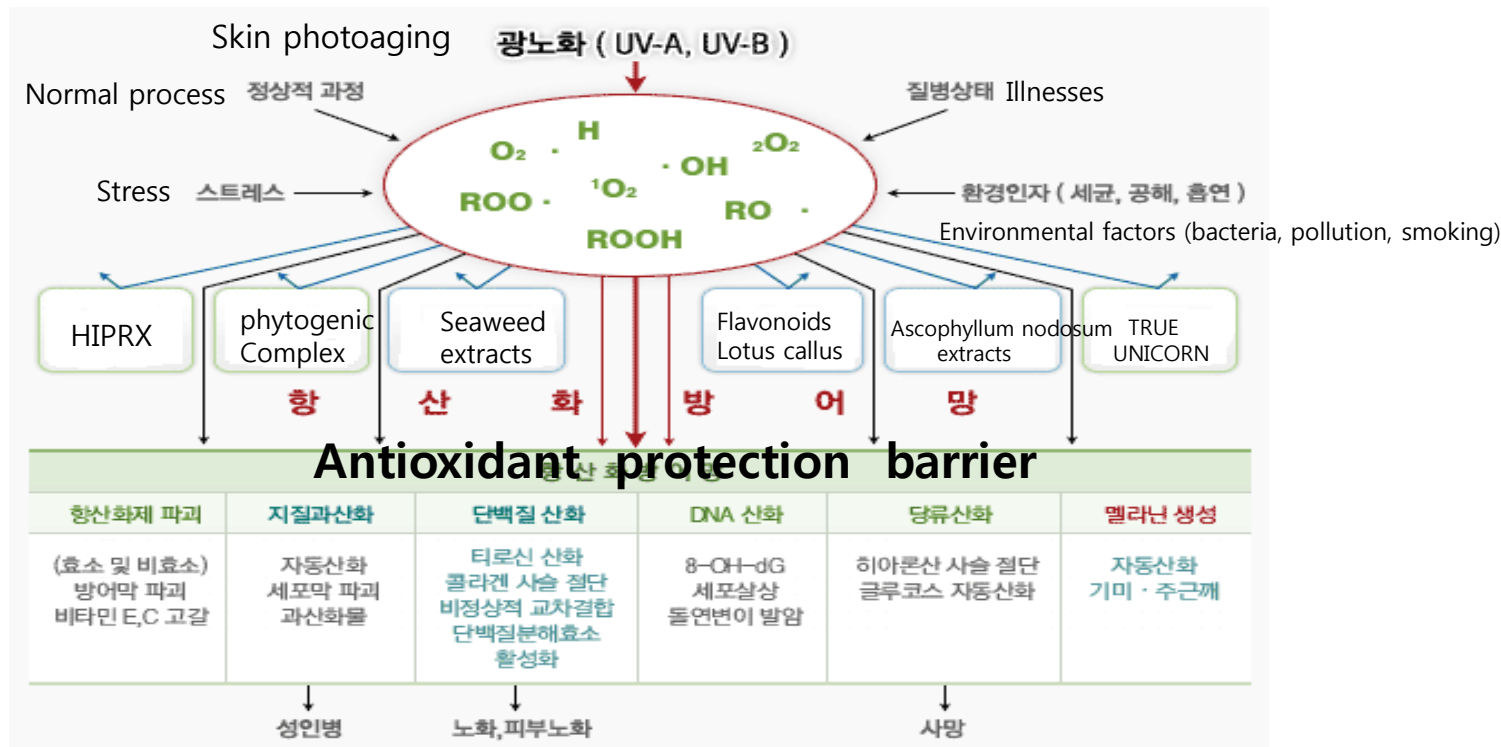 Skin photoaging 광노화 ( UV-A, UV-B )
Normal process 정상적 과정
질병상태 Illnesses
H
O₂ ·
· OH
₂O₂
Stress 스트레스
ROO ·
¹O₂
RO ·
ROOH
환경인자 ( 세균, 공해, 흡연 )
Environmental factors (bacteria, pollution, smoking)
HIPRX
phytogenic
Complex
Seaweed
extracts
Flavonoids
Lotus callus
Ascophyllum nodosum
extracts
TRUE
UNICORN
항 산 화 방 어 망
Antioxidant protection barrier
항산화제 파괴
(효소 및 비효소)
방어막 파괴
비타민 E,C 고갈
지질과산화
자동산화
세포막 파괴
과산화물
성인병
단백질 산화
티로신 산화
콜라겐 사슬 절단
비정상적 교차결합
단백질분해효소
활성화
노화,피부노화
DNA 산화
8-OH-dG
세포살상
돌연변이 발암
당류산화
히아론산 사슬 절단
글루코스 자동산화
사망
멜라닌 생성
자동산화
기미 · 주근깨